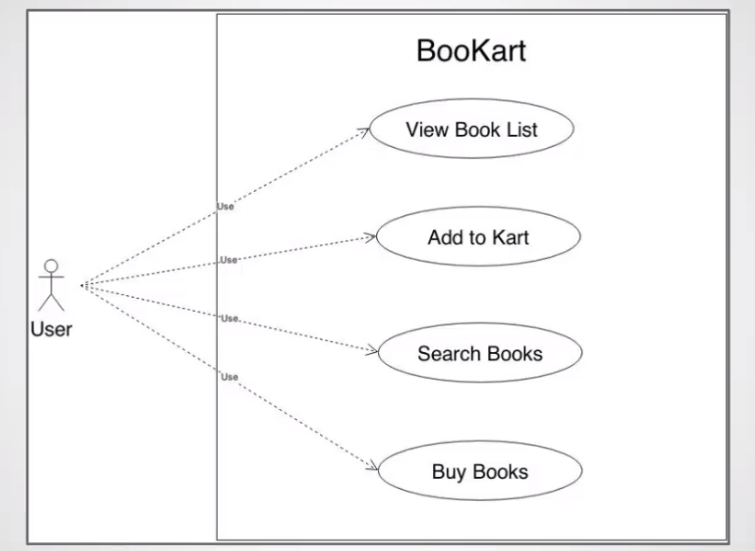 BooKart
View Book List
Use
Add to Kart
Use
Search Books
Use
User
Use
Buy Books